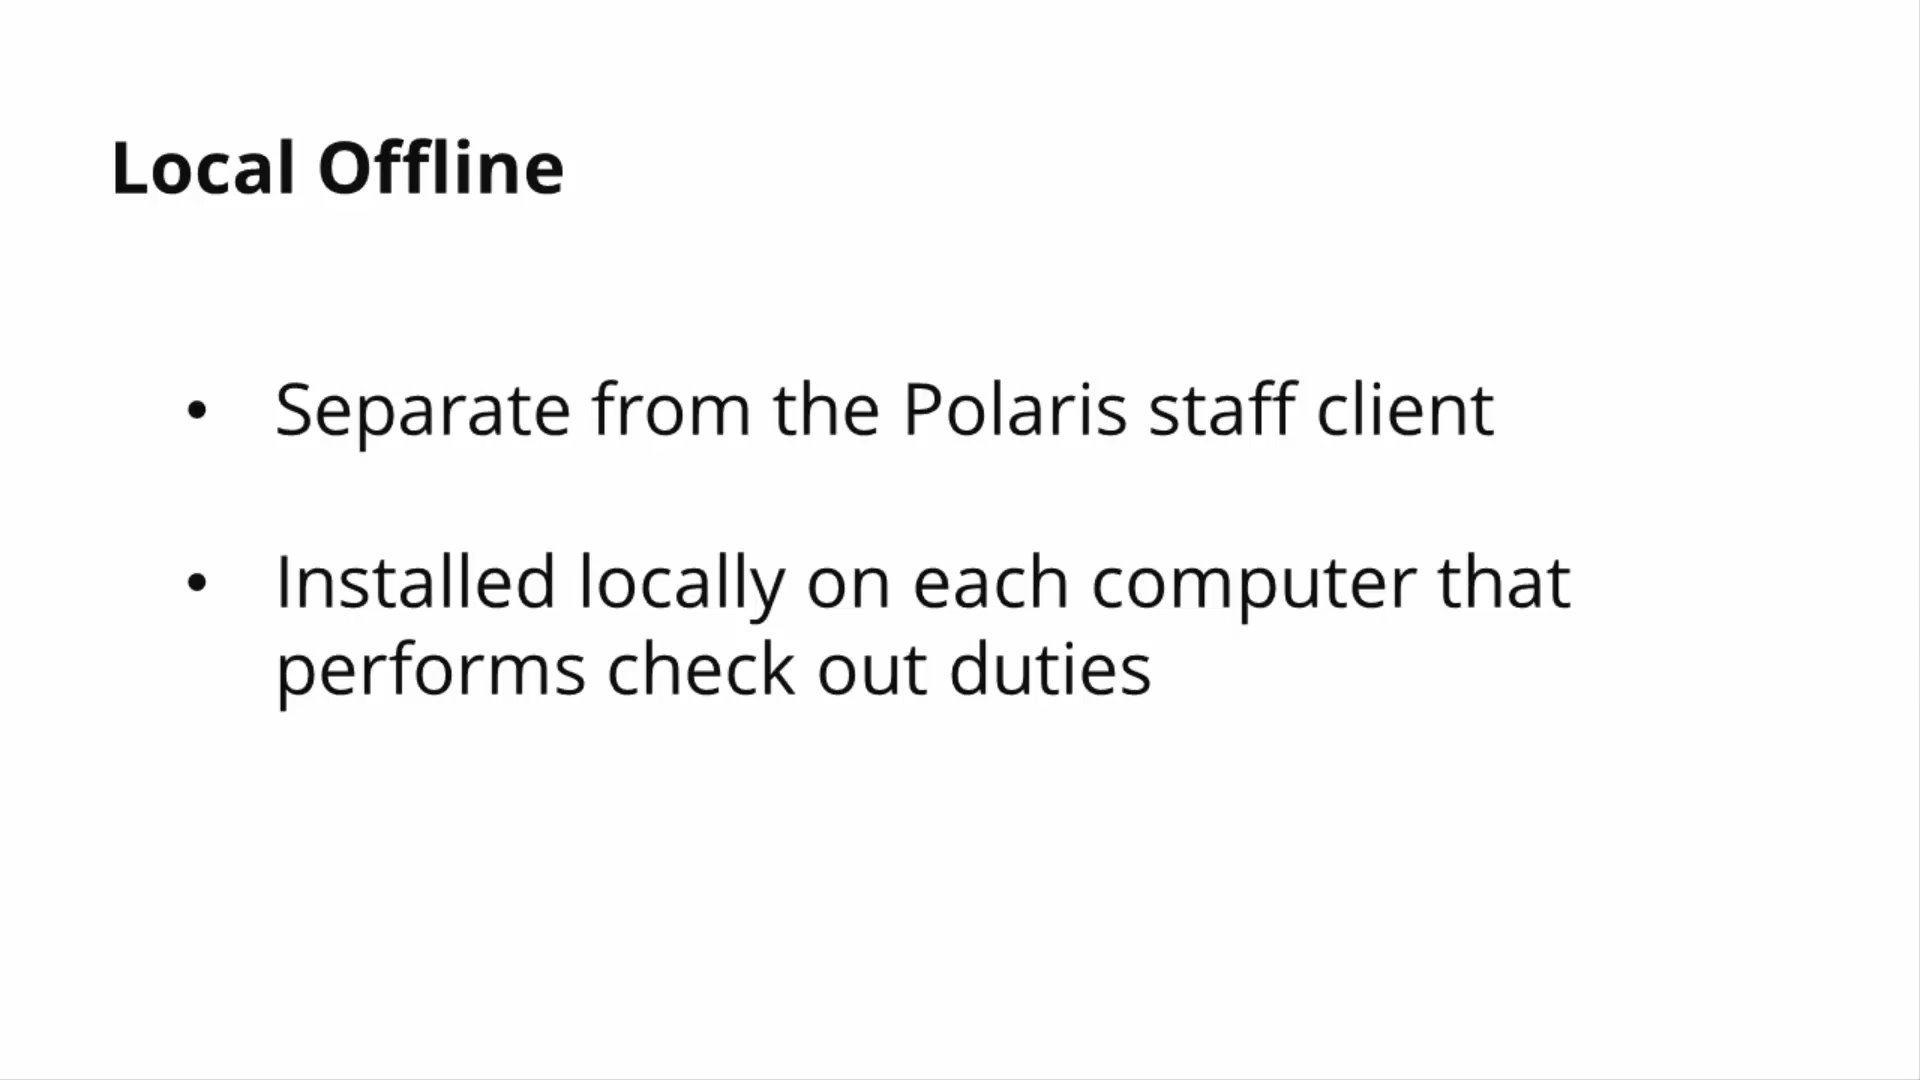 Local Offline
• Separate from the Polaris staff client
• Installed locally on each computer that
performs check out duties